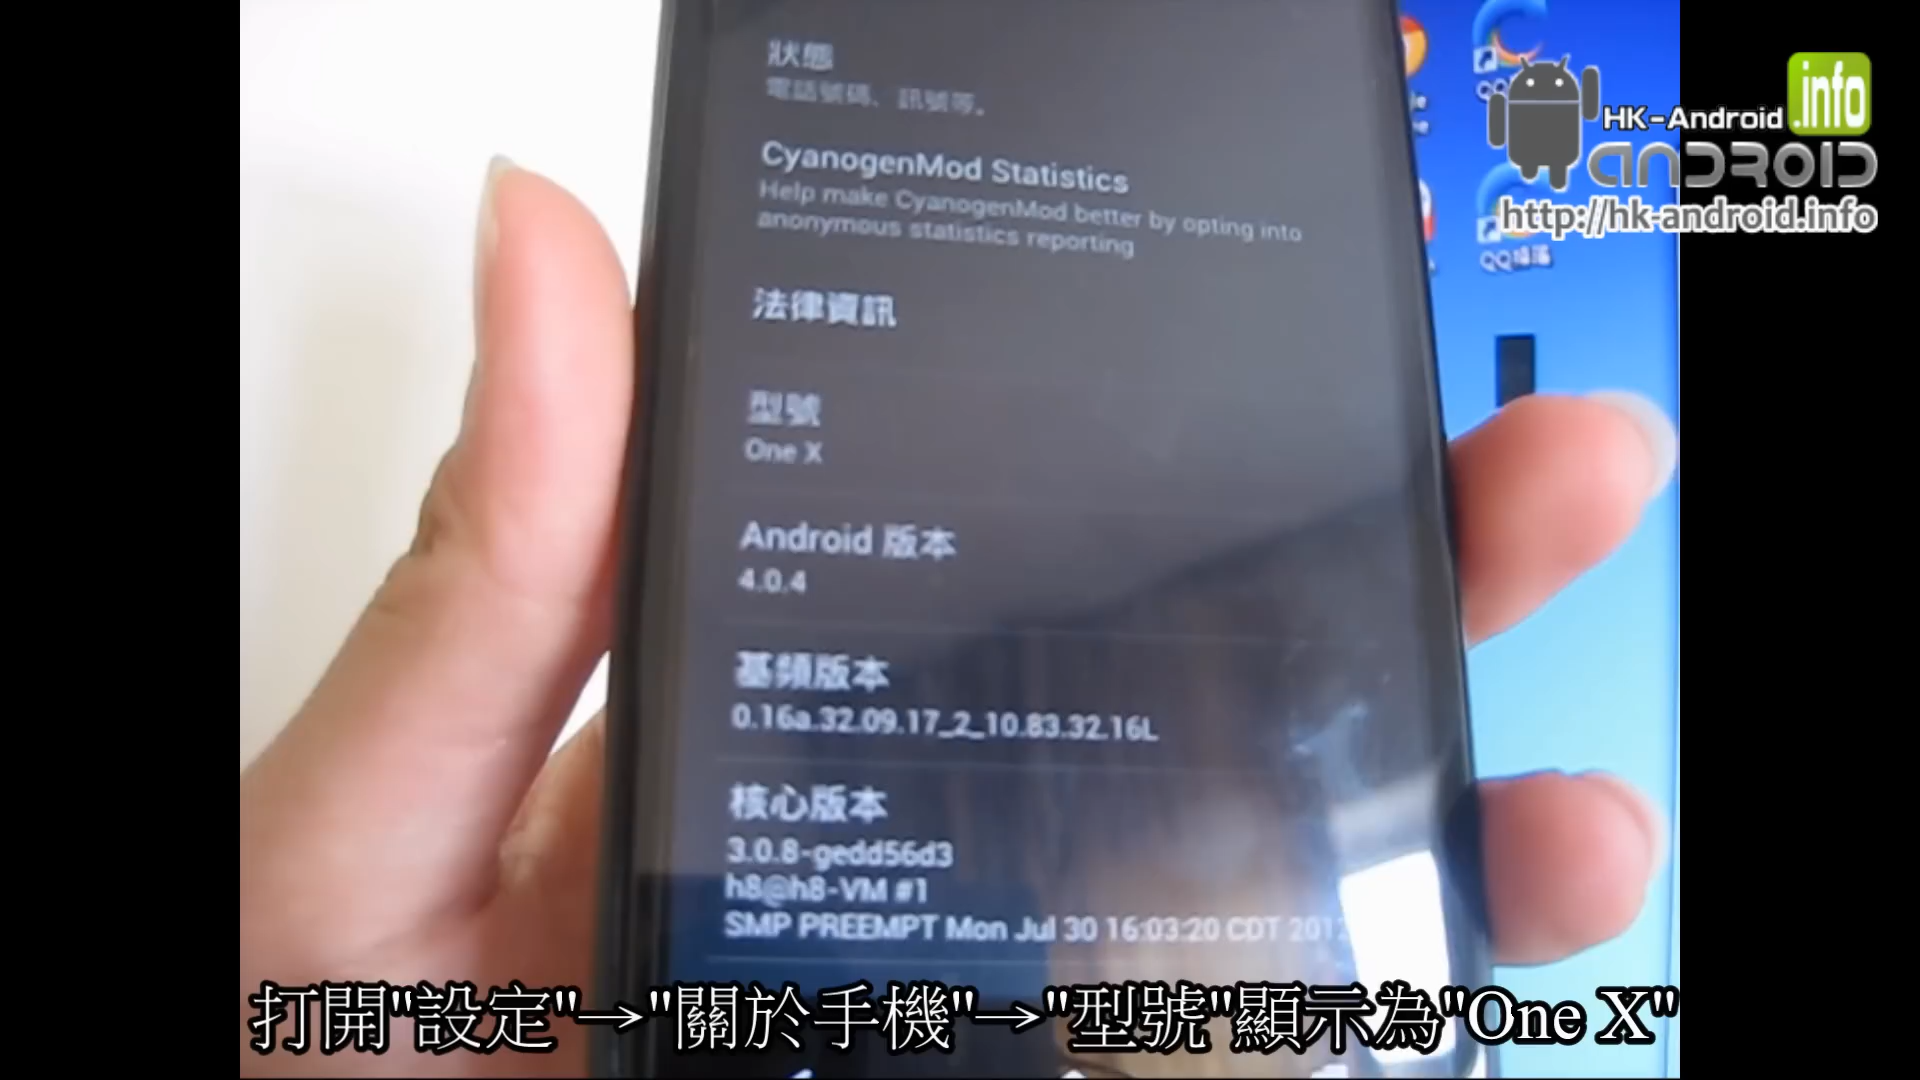 狀態
電話號碼、訊號等。
CyanogenMod Statistics
Help make CyanogenMod better by opting into
anonymous statistics reporting
法律資訊
型號
One X
Android 版本
4.0.4
基頻版本
0.16a.32.09.17_2_10.83.32.16L
核心版本
3.0.8-gedd56d3
h8@h8-VM #1
SMP PREEMPT Mon Jul 30 16:03:20 CDT 2012
HK-Android .info
ANDROID
http://hk-android.info
打開"設定"→"關於手機"→"型號"顯示為"One X"